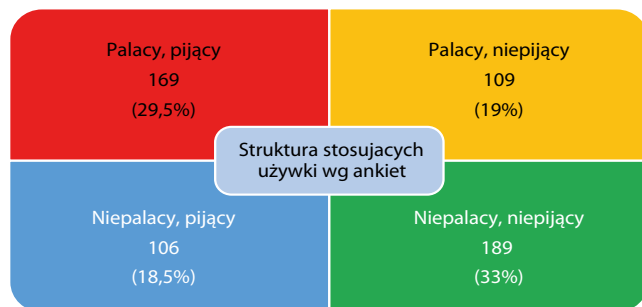 Palacy, pijący
169
(29,5%)
Palacy, niepijący
109
(19%)
Struktura stosujacych
używki wg ankiet
Niepalacy, pijący
106
(18,5%)
Niepalacy, niepijący
189
(33%)